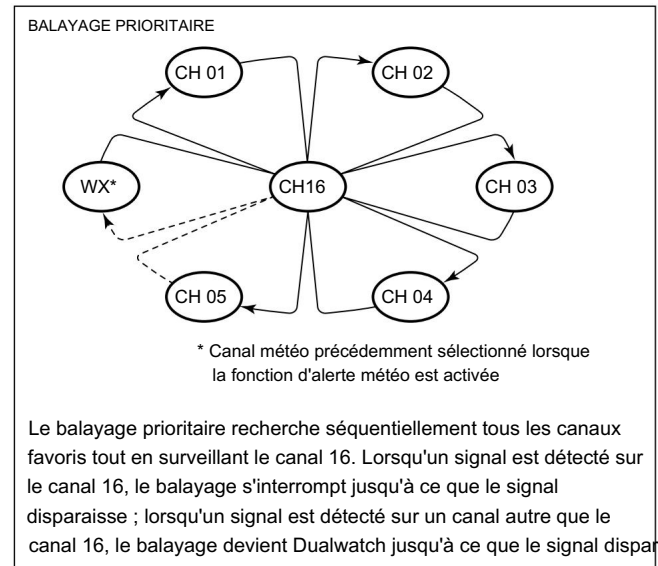 BALAYAGE PRIORITAIRE
CH 01
CH 02
WX*
CH16
CH 03
CH 05
CH 04
* Canal météo précédemment sélectionné lorsque
la fonction d'alerte météo est activée
Le balayage prioritaire recherche séquentiellement tous les canaux
favoris tout en surveillant le canal 16. Lorsqu'un signal est détecté sur
le canal 16, le balayage s'interrompt jusqu'à ce que le signal
disparaisse ; lorsqu'un signal est détecté sur un canal autre que le
canal 16, le balayage devient Dualwatch jusqu'à ce que le signal dispar